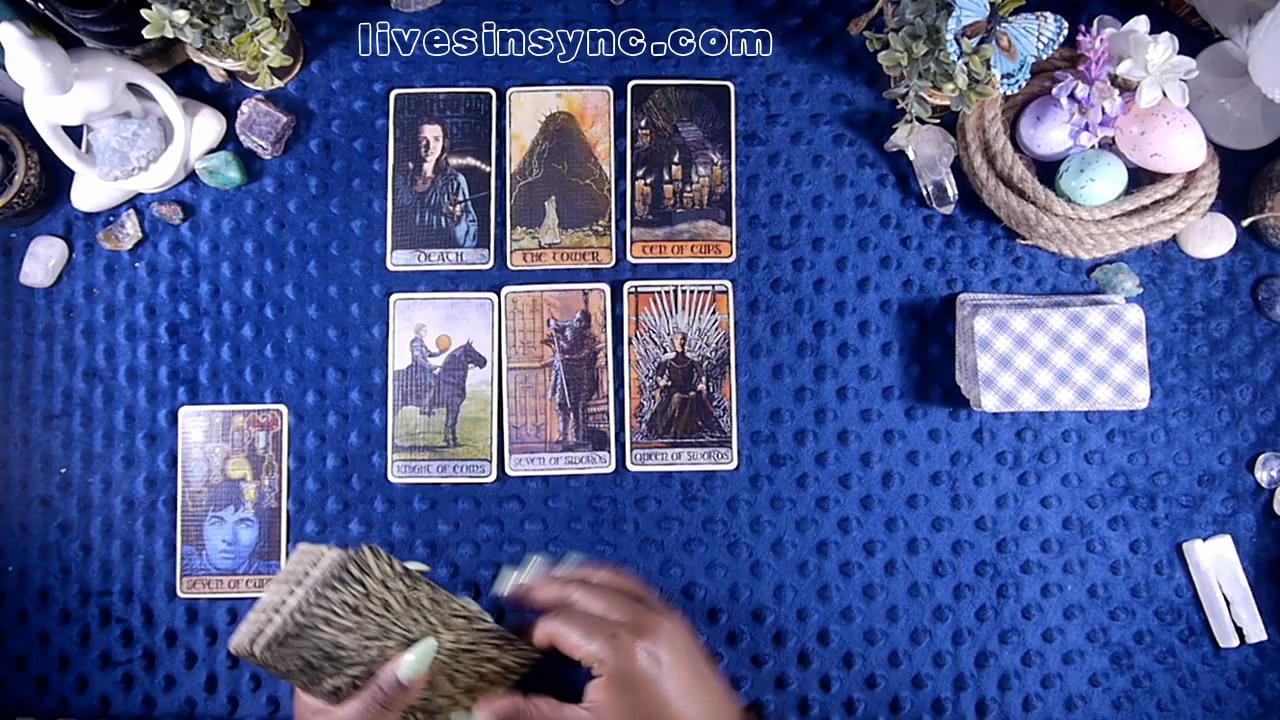 livesinsync.com
DEATH
THE TOWER
TEN OF CUPS
KNIGHT OF COINS
SEVEN OF SWORDS
QUEEN OF SWORDS
SEVEN OF CUPS